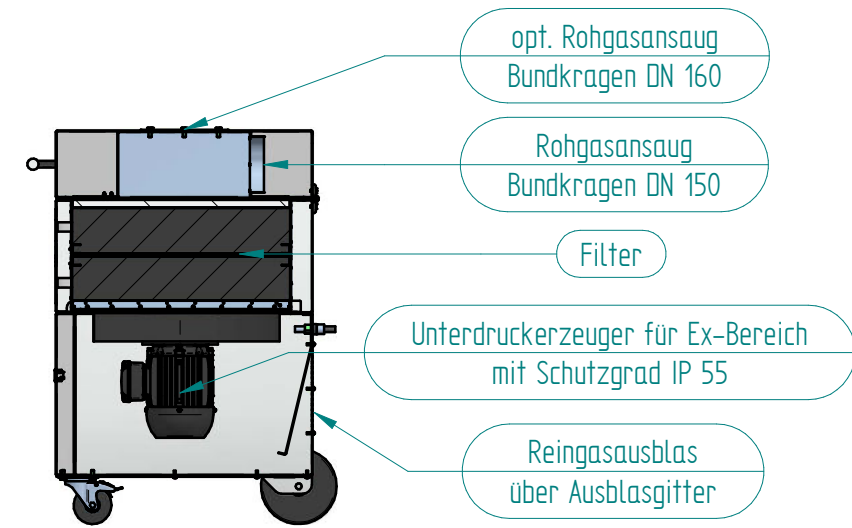 opt. Rohgasansaug
Bundkragen DN 160
Rohgasansaug
Bundkragen DN 150
Filter
Unterdruckerzeuger für Ex-Bereich
mit Schutzgrad IP 55
Reingasausblas
über Ausblasgitter